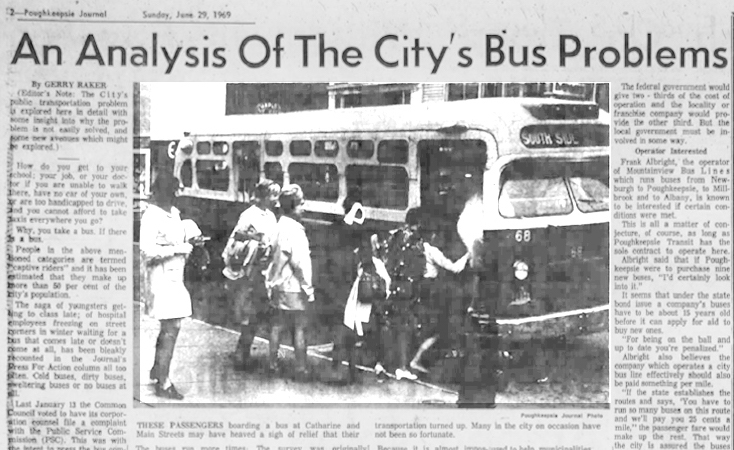 2—Poughkeepsie Journal Sunday, June 29, 1969
An Analysis Of The City's Bus Problems
By GERRY RAKER
(Editor's Note: The City's
public transportation problem
is explored here in detail with
some insight into why the pro-
blem is not easily solved, and
some new avenues which might
be explored.)
How do you get to your
school; your job, or your doc-
tor if you are unable to walk
there, have no car of your own,
or are too handicapped to drive,
and you cannot afford to take
taxis everywhere you go?
Why, you take a bus. If there
is a bus.
People in the above men-
tioned categories are termed
"captive riders" and it has been
estimated that they make up
more than 50 per cent of the
city's population.
The saga of youngsters get-
ting to class late; of hospital
employees freezing on street
corners in winter waiting for a
bus that comes late or doesn't
come at all, has been bleakly
recounted in the Journal's
Press For Action column all too
often. Cold buses, dirty buses,
sweltering buses or no buses at
all.
Last January 13 the Common
Council voted to have its corpor-
ation counsel file a complaint
with the Public Service Com-
mission (PSC). This was with
SOUTH SIDE
68
Poughkeepsie Journal Photo
THESE PASSENGERS boarding a bus at Catharine and
Main Streets may have heaved a sigh of relief that their
transportation turned up. Many in the city on occasion have
not been so fortunate.
The federal government would
give two - thirds of the cost of
operation and the locality or
franchise company would pro-
vide the other third. But the
local government must be in-
volved in some way.
Operator Interested
Frank Albright, the operator
of Mountainview Bus Lines
which runs buses from New-
burgh to Poughkeepsie, to Mill-
brook and to Albany, is known
to be interested if certain con-
ditions were met.
This is all a matter of con-
jecture, of course, as long as
Poughkeepsie Transit has the
sole contract to operate here.
Albright said that if Pough-
keepsie were to purchase nine
new buses, "I'd certainly look
into it."
It seems that under the state
bond issue a company's buses
have to be about 15 years old
before it can apply for aid to
buy new ones.
"For being on the ball and
up to date you're penalized."
Albright also believes the
company which operates a city
bus line effectively should also
be paid something per mile.
"If the state establishes the
routes and says, 'You have to
run so many buses on this route
and we'll pay you 25 cents a
mile,' the passenger fare would
make up the rest. That way
the city is assured the buses